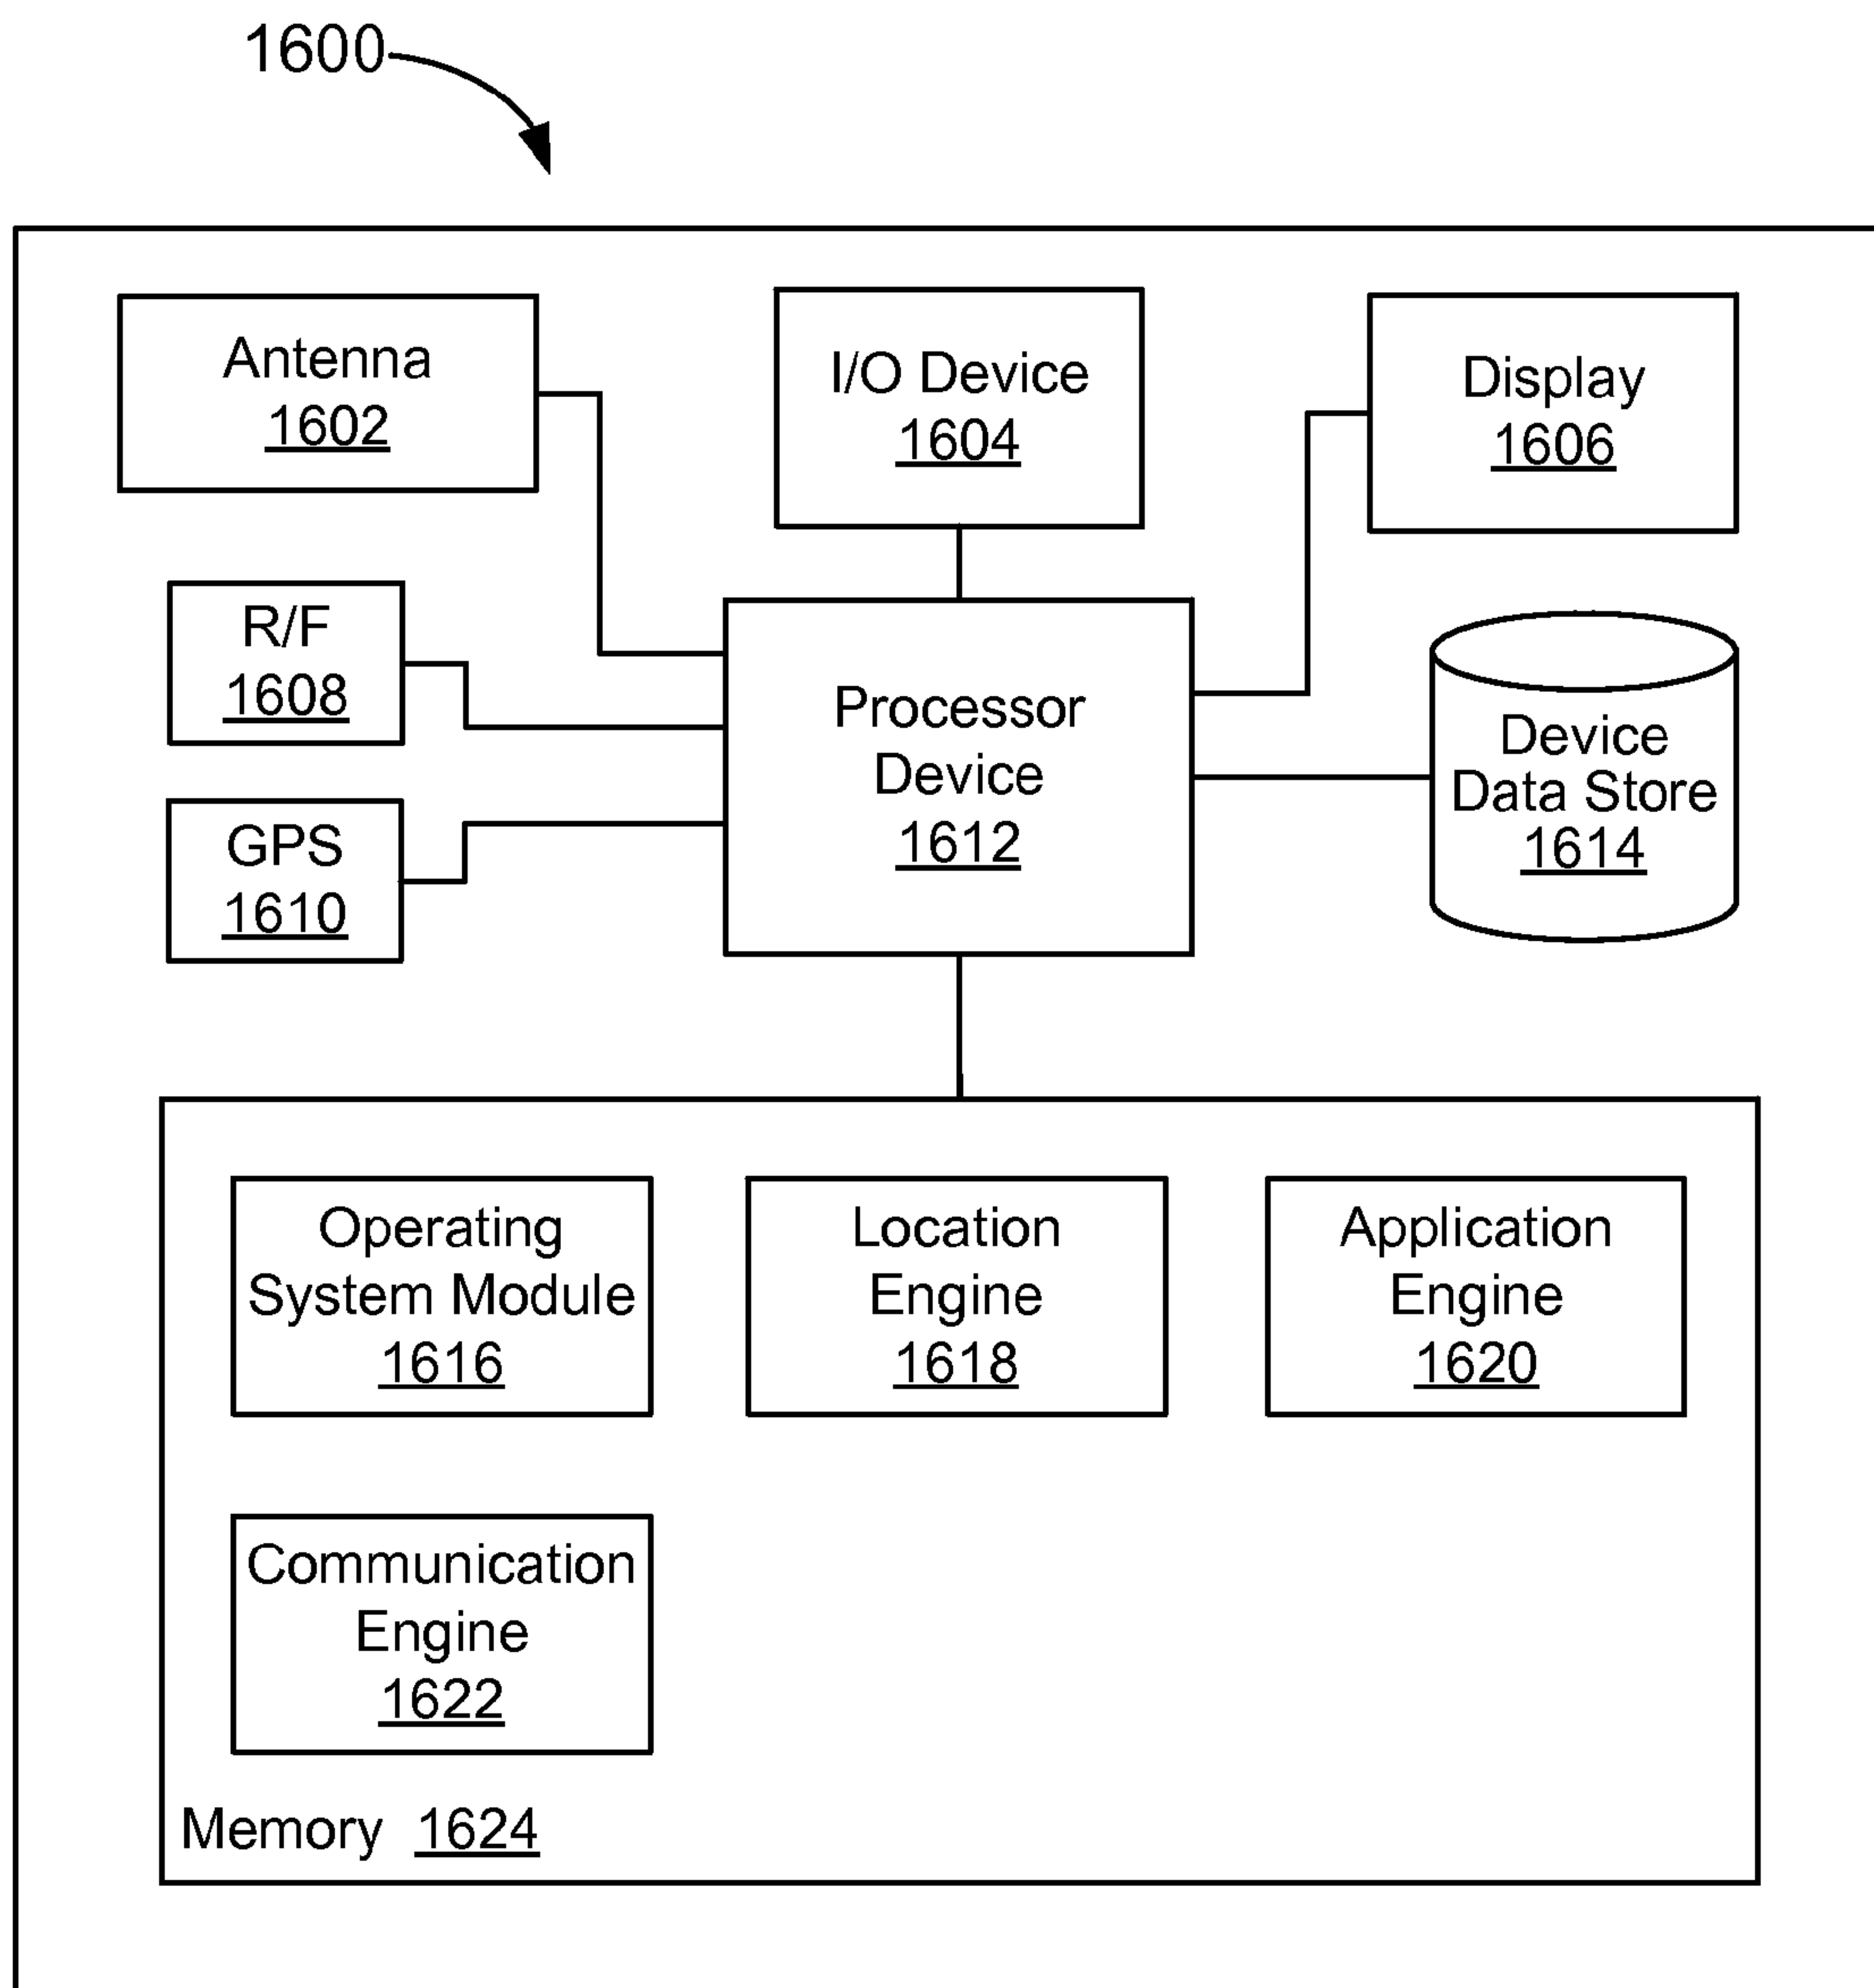 1600
Antenna
1602
I/O Device
1604
Display
1606
R/F
1608
GPS
1610
Processor
Device
1612
Device
Data Store
1614
Operating
System Module
1616
Location
Engine
1618
Application
Engine
1620
Communication
Engine
1622
Memory 1624